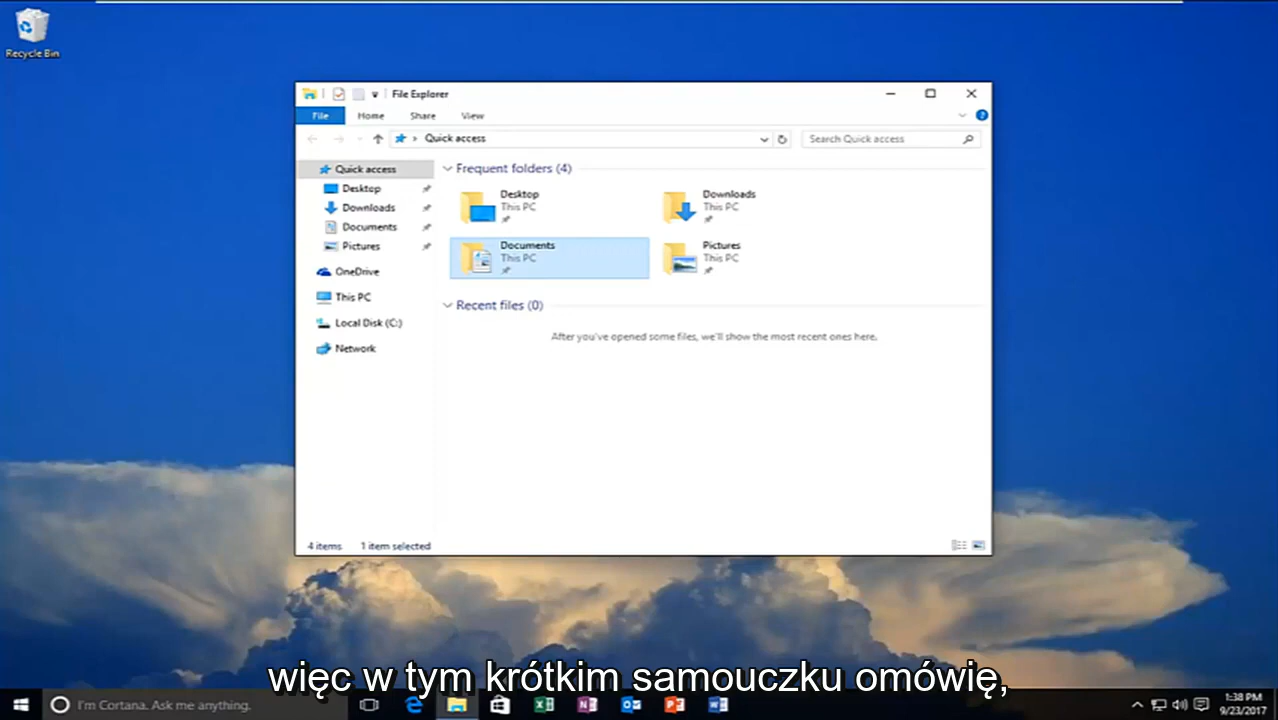 Recycle Bin
File Explorer
File
Home
Share
View
Quick access
Search Quick access
Quick access
Desktop
Downloads
Documents
Pictures
OneDrive
This PC
Local Disk (C:)
Network
Frequent folders (4)
Desktop
This PC
Downloads
This PC
Documents
This PC
Pictures
This PC
Recent files (0)
After you've opened some files, we'll show the most recent ones here.
4 items
1 item selected
więc w tym krótkim samouczku omówię,
I'm Cortana. Ask me anything.
1:38 PM
9/23/2017